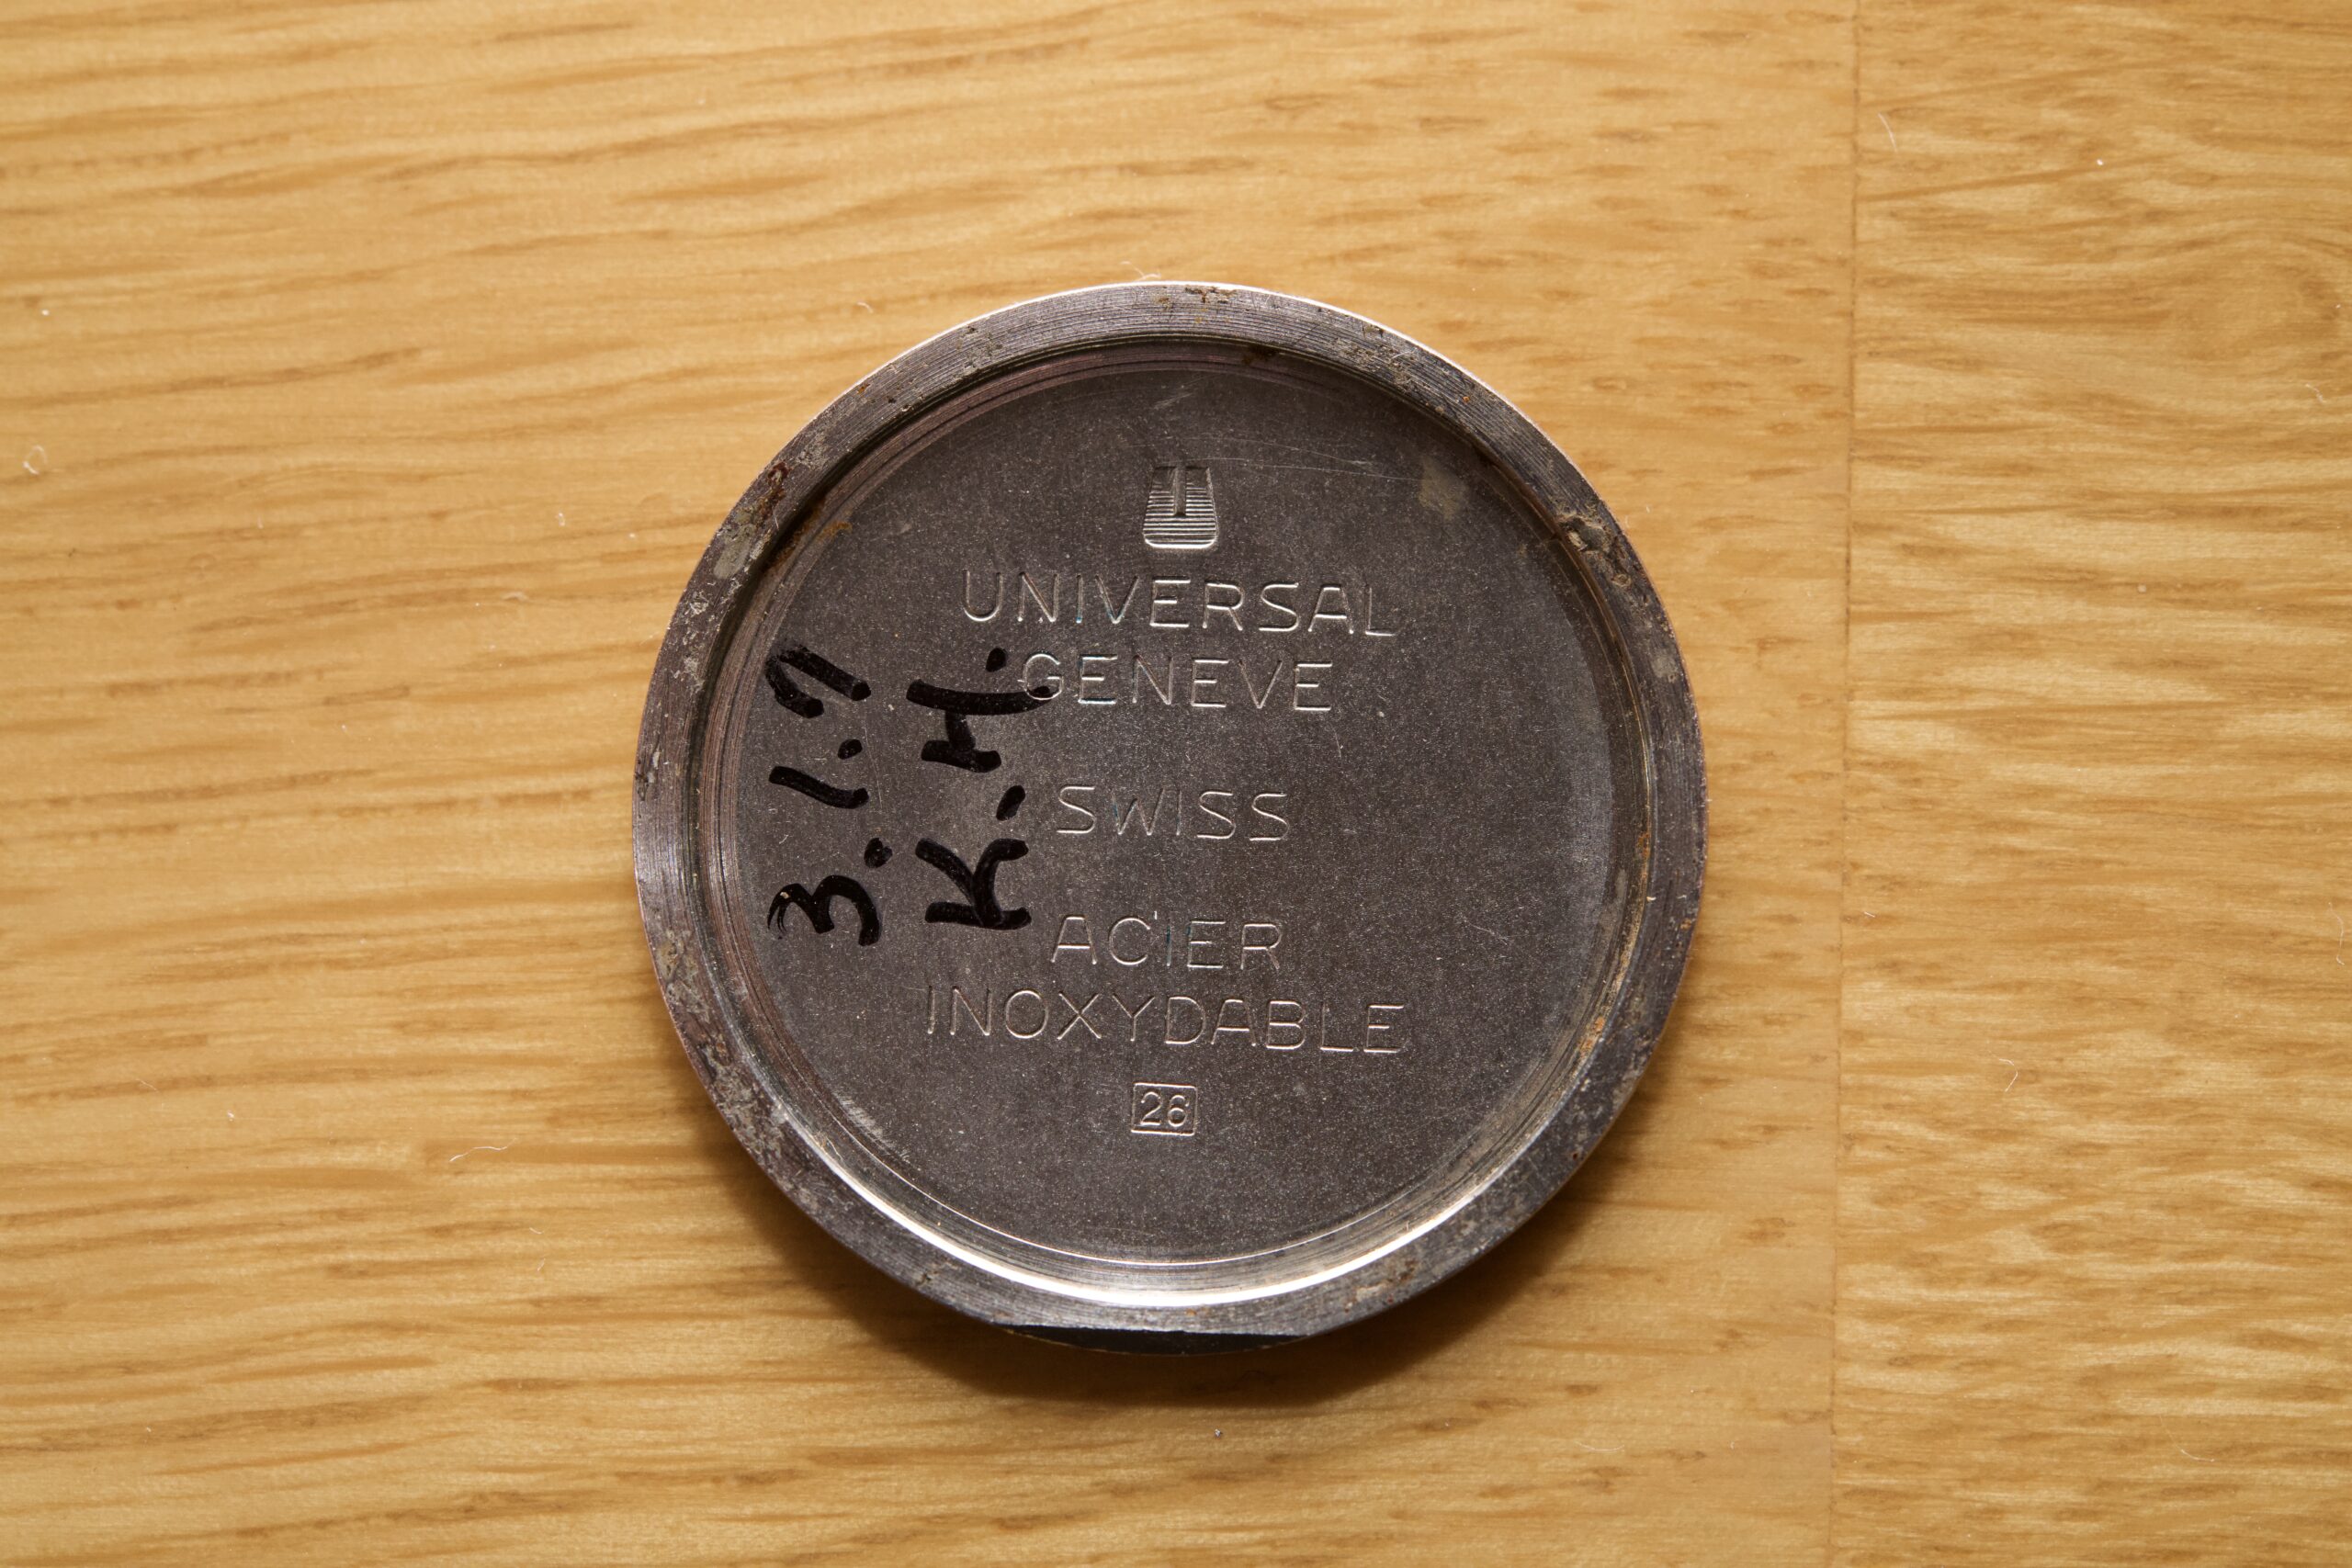 UNIVERSAL
GENEVE
SWISS
ACIER
INOXYDABLE
26
3.1.7
K.H.